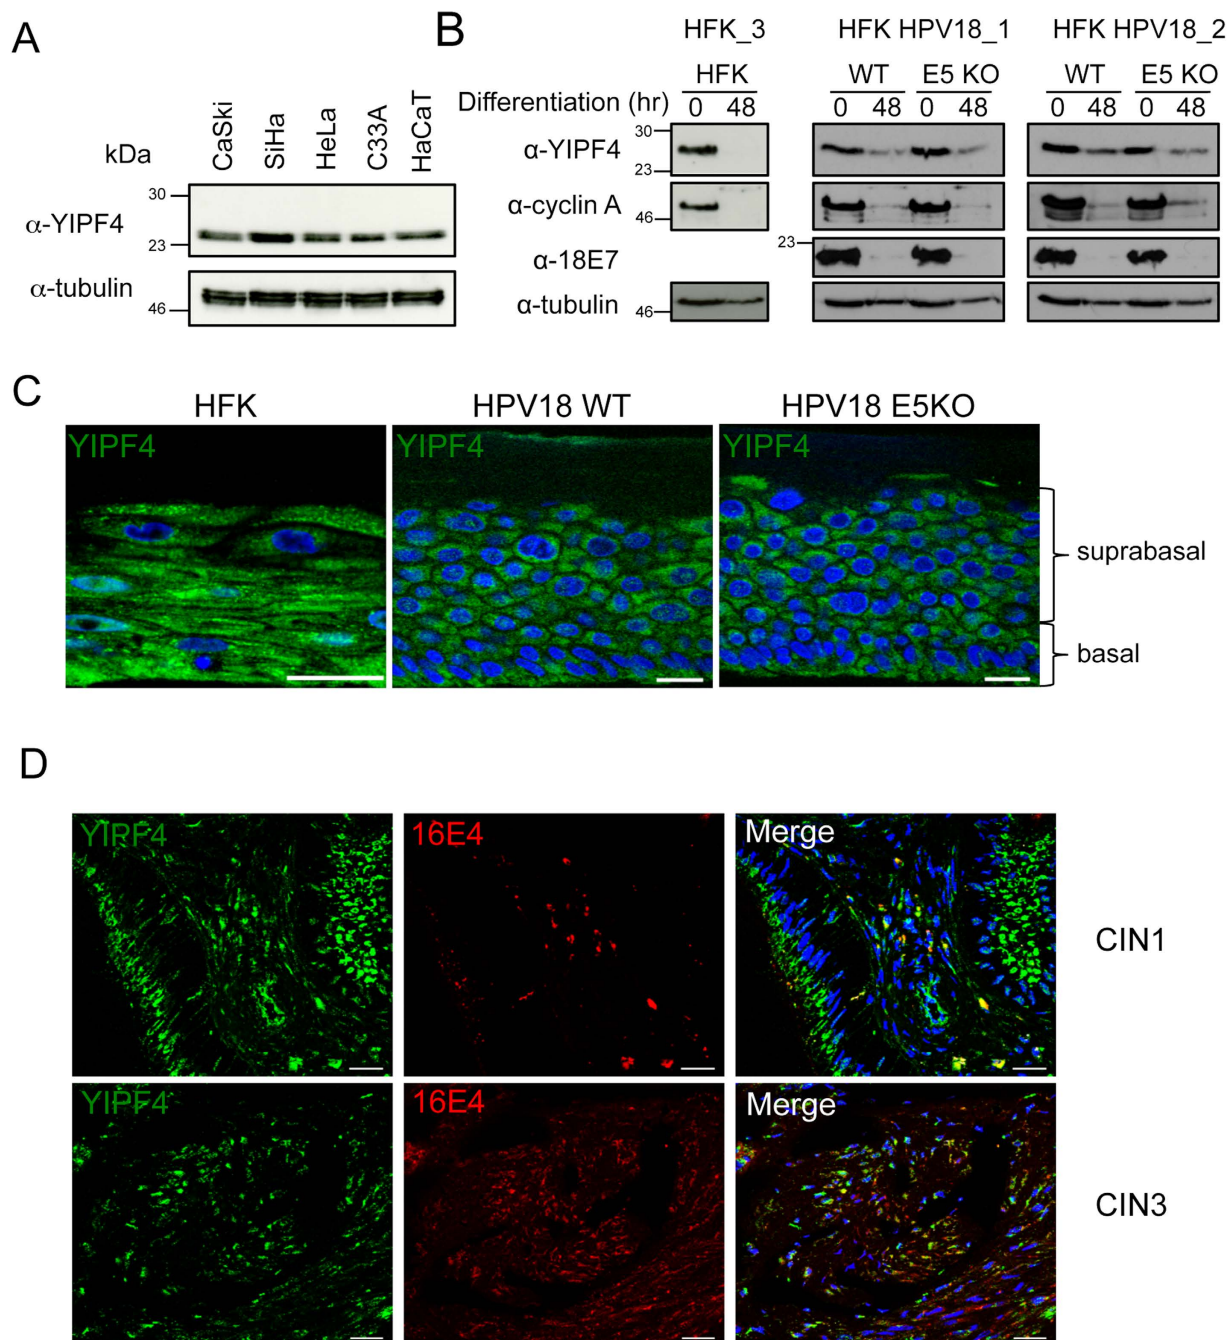 A
kDa
CaSki
SiHa
HeLa
C33A
HaCaT
30
α-YIPF4
23
α-tubulin
46
B
HFK_3 HFK HPV18_1 HFK HPV18_2
HFK WT E5 KO WT E5 KO
Differentiation (hr) 0 48 0 48 0 48 0 48 0 48
30
α-YIPF4
23
α-cyclin A
46
23
α-18E7
α-tubulin
46
C
HFK HPV18 WT HPV18 E5KO
YIPF4 YIPF4 YIPF4
suprabasal
basal
D
YIPF4 16E4 Merge
CIN1
YIPF4 16E4 Merge
CIN3